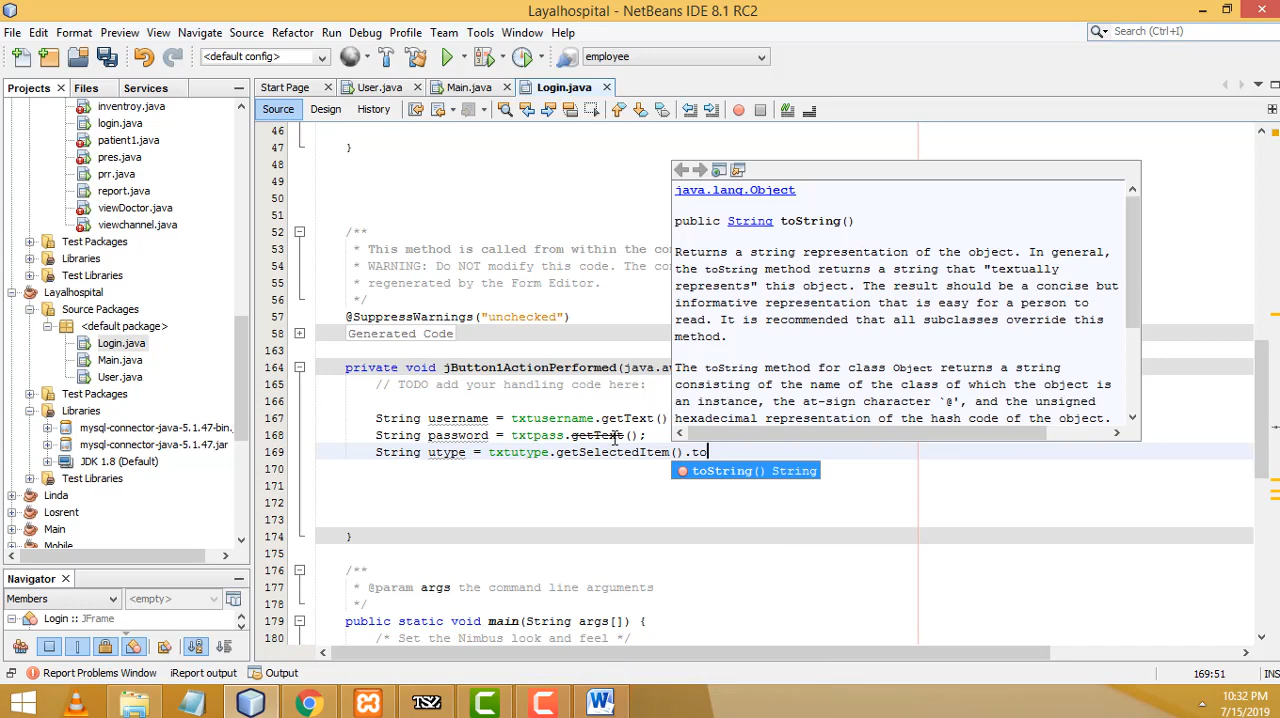 Layalhospital - NetBeans IDE 8.1 RC2
File Edit Format Preview View Navigate Source Refactor Run Debug Profile Team Tools Window Help
Search (Ctrl+I)
<default config>
employee
Projects Files Services
Start Page User.java Main.java Login.java
Source Design History
inventroy.java
login.java
patient1.java
pres.java
prr.java
report.java
viewDoctor.java
viewchannel.java
Test Packages
Libraries
Test Libraries
Layalhospital
Source Packages
<default package>
Login.java
Main.java
User.java
Test Packages
Libraries
mysql-connector-java-5.1.47-bin.
mysql-connector-java-5.1.47.jar
JDK 1.8 (Default)
Test Libraries
Linda
Losrent
Main
Mobile
Navigator
Members
<empty>
Login :: JFrame
46
47 }
48
49
50
51
52 /**
53 * This method is called from within the co
54 * WARNING: Do NOT modify this code. The co
55 * regenerated by the Form Editor.
56 */
57 @SuppressWarnings("unchecked")
58 Generated Code
163
164 private void jButton1ActionPerformed(java.a
165 // TODO add your handling code here:
166
167 String username = txtusername.getText()
168 String password = txtpass.getText();
169 String utype = txtutype.getSelectedItem().to
170
171
172
173
174 }
175
176 /**
177 * @param args the command line arguments
178 */
179 public static void main(String args[]) {
180 /* Set the Nimbus look and feel */
java.lang.Object
public String toString()
Returns a string representation of the object. In general,
the toString method returns a string that "textually
represents" this object. The result should be a concise but
informative representation that is easy for a person to
read. It is recommended that all subclasses override this
method.
The toString method for class Object returns a string
consisting of the name of the class of which the object is
an instance, the at-sign character `@', and the unsigned
hexadecimal representation of the hash code of the object.
toString() String
Report Problems Window iReport output Output
169:51 INS
TSZ
10:32 PM
7/15/2019